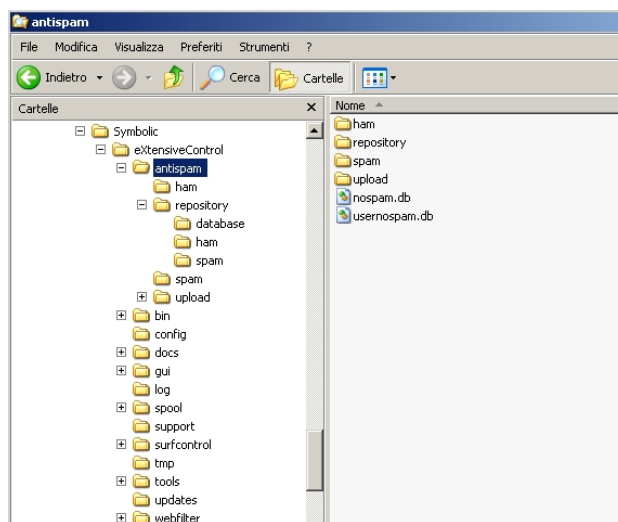 antispam
File Modifica Visualizza Preferiti Strumenti ?
Indietro Cerca Cartelle
Cartelle
Symbolic
eXtensiveControl
antispam
ham
repository
database
ham
spam
spam
upload
bin
config
docs
gui
log
spool
support
surfcontrol
tmp
tools
updates
webfilter
Nome
ham
repository
spam
upload
nospam.db
usernospam.db